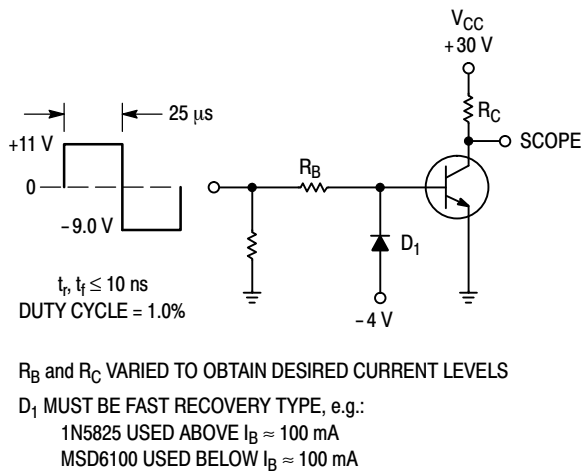 V_CC
+30 V
25 μs
R_C
+11 V
SCOPE
R_B
0
−9.0 V
D_1
t_r, t_f ≤ 10 ns
DUTY CYCLE = 1.0%
−4 V
R_B and R_C VARIED TO OBTAIN DESIRED CURRENT LEVELS
D_1 MUST BE FAST RECOVERY TYPE, e.g.:
1N5825 USED ABOVE I_B ≈ 100 mA
MSD6100 USED BELOW I_B ≈ 100 mA